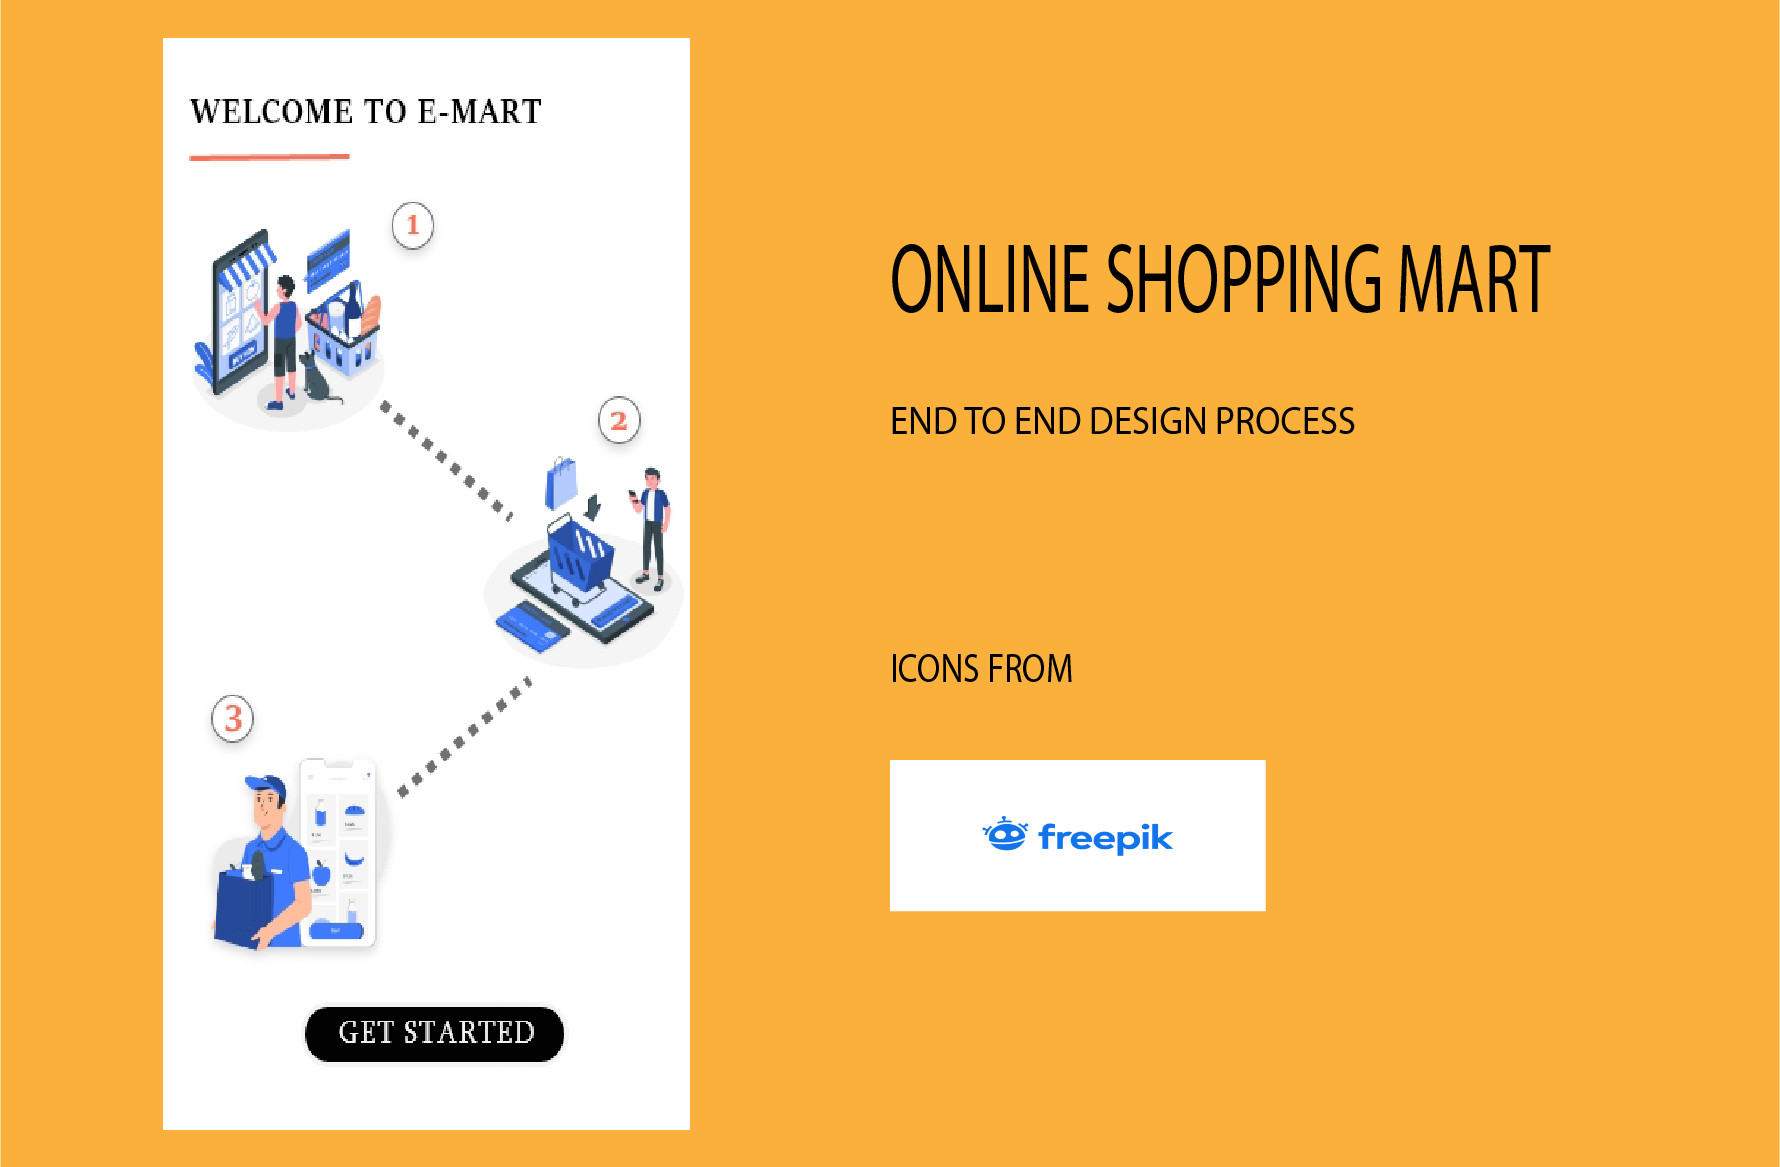 WELCOME TO E-MART
1
2
3
GET STARTED
ONLINE SHOPPING MART
END TO END DESIGN PROCESS
ICONS FROM
freepik